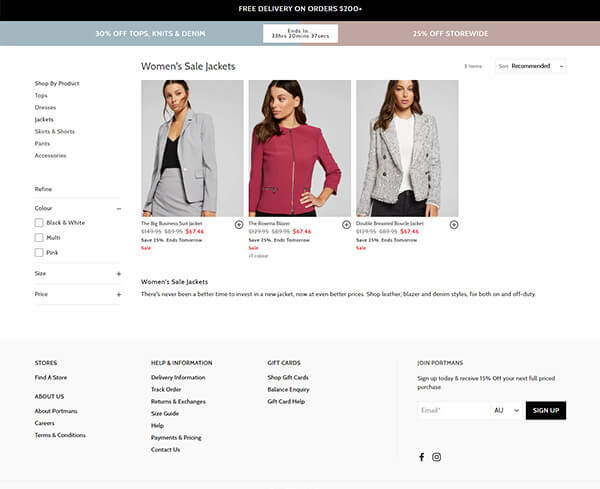 FREE DELIVERY ON ORDERS $200+
30% OFF TOPS, KNITS & DENIM
Ends In
33hrs 20mins 37secs
25% OFF STOREWIDE
Women's Sale Jackets
3 Items
Sort Recommended
Shop By Product
Tops
Dresses
Jackets
Skirts & Shorts
Pants
Accessories
Refine
Colour
Black & White
Multi
Pink
Size
Price
The Big Business Suit Jacket
$149.95 $89.95 $67.46
Save 25%. Ends Tomorrow
Sale
The Rowena Blazer
$129.95 $89.95 $67.46
Save 25%. Ends Tomorrow
Sale
+1 colour
Double Breasted Boucle Jacket
$129.95 $89.95 $67.46
Save 25%. Ends Tomorrow
Sale
Women's Sale Jackets
There's never been a better time to invest in a new jacket, now at even better prices. Shop leather, blazer and denim styles, for both on and off-duty.
STORES
Find A Store
ABOUT US
About Portmans
Careers
Terms & Conditions
HELP & INFORMATION
Delivery Information
Track Order
Returns & Exchanges
Size Guide
Help
Payments & Pricing
Contact Us
GIFT CARDS
Shop Gift Cards
Balance Enquiry
Gift Card Help
JOIN PORTMANS
Sign up today & receive 15% Off your next full priced
purchase.
Email*
AU
SIGN UP